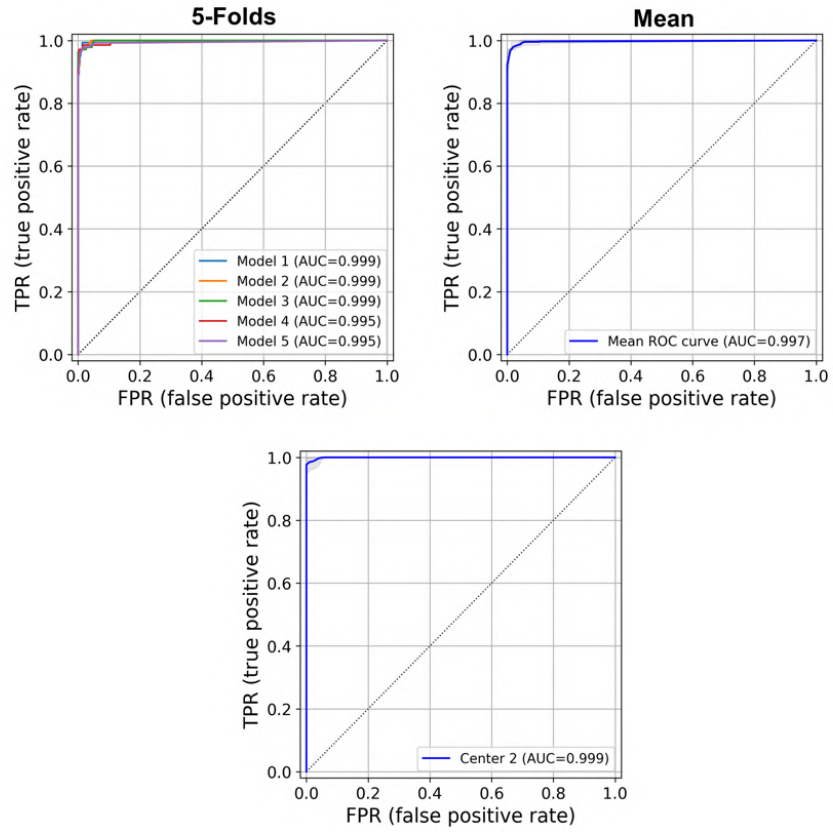 5-Folds
TPR (true positive rate)
1.0
0.8
0.6
0.4
0.2
0.0
Model 1 (AUC=0.999)
Model 2 (AUC=0.999)
Model 3 (AUC=0.999)
Model 4 (AUC=0.995)
Model 5 (AUC=0.995)
0.0 0.2 0.4 0.6 0.8 1.0
FPR (false positive rate)
Mean
TPR (true positive rate)
1.0
0.8
0.6
0.4
0.2
0.0
Mean ROC curve (AUC=0.997)
0.0 0.2 0.4 0.6 0.8 1.0
FPR (false positive rate)
TPR (true positive rate)
1.0
0.8
0.6
0.4
0.2
0.0
Center 2 (AUC=0.999)
0.0 0.2 0.4 0.6 0.8 1.0
FPR (false positive rate)